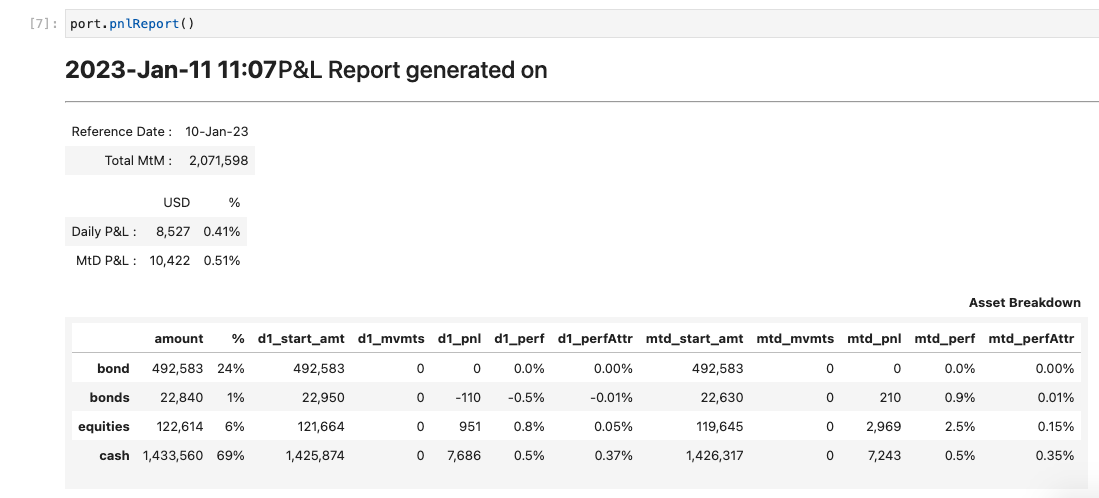 [7]: port.pnlReport()
2023-Jan-11 11:07P&L Report generated on
Reference Date : 10-Jan-23
Total MtM : 2,071,598
USD %
Daily P&L : 8,527 0.41%
MtD P&L : 10,422 0.51%
Asset Breakdown
amount % d1_start_amt d1_mvmts d1_pnl d1_perf d1_perfAttr mtd_start_amt mtd_mvmts mtd_pnl mtd_perf mtd_perfAttr
bond 492,583 24% 492,583 0 0 0.0% 0.00% 492,583 0 0 0.0% 0.00%
bonds 22,840 1% 22,950 0 -110 -0.5% -0.01% 22,630 0 210 0.9% 0.01%
equities 122,614 6% 121,664 0 951 0.8% 0.05% 119,645 0 2,969 2.5% 0.15%
cash 1,433,560 69% 1,425,874 0 7,686 0.5% 0.37% 1,426,317 0 7,243 0.5% 0.35%